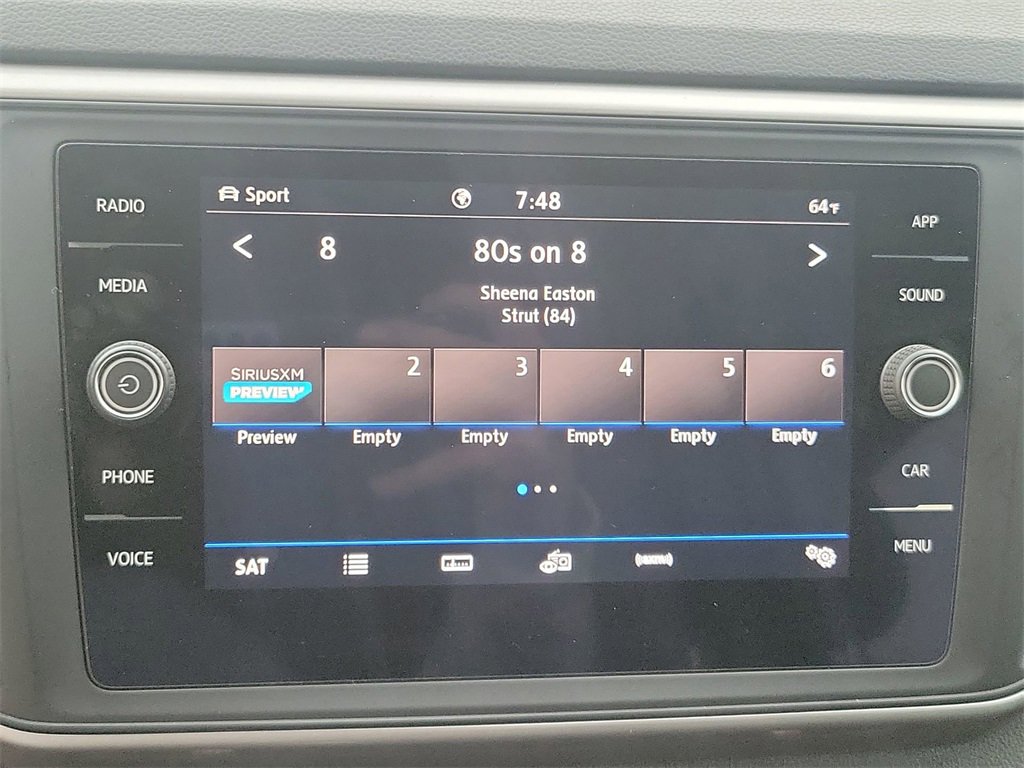 RADIO
MEDIA
PHONE
VOICE
Sport
7:48
64°F
8
80s on 8
Sheena Easton
Strut (84)
SIRIUSXM
PREVIEW
2
3
4
5
6
Preview
Empty
Empty
Empty
Empty
Empty
SAT
APP
SOUND
CAR
MENU